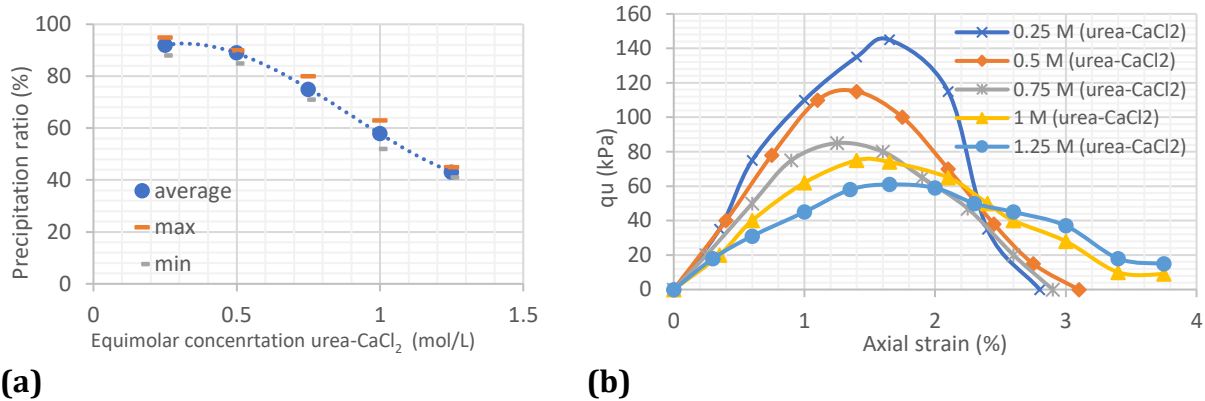 100
80
60
40
20
0
0
0.5
1
1.5
Precipitation ratio (%)
average
max
min
Equimolar concenrtation urea-CaCl₂ (mol/L)
(a)
160
140
120
100
80
60
40
20
0
0
1
2
3
4
qu (kPa)
0.25 M (urea-CaCl2)
0.5 M (urea-CaCl2)
0.75 M (urea-CaCl2)
1 M (urea-CaCl2)
1.25 M (urea-CaCl2)
Axial strain (%)
(b)